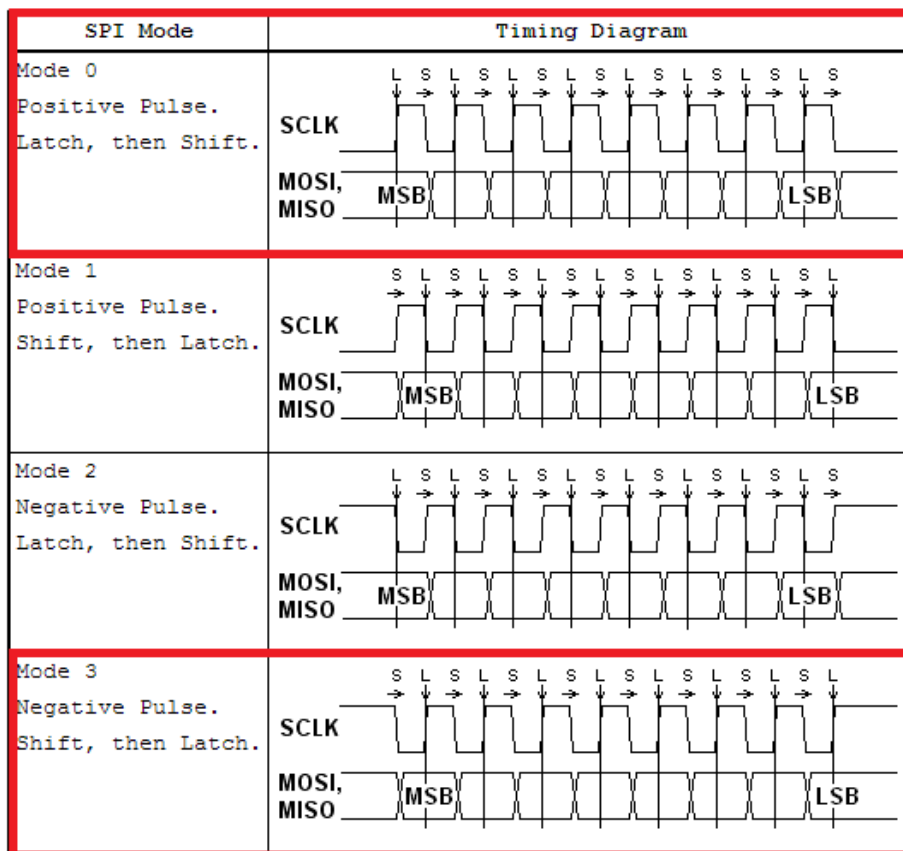 SPI Mode Timing Diagram
Mode 0
Positive Pulse.
Latch, then Shift.
L S L S L S L S L S L S L S L S
SCLK
MOSI,
MISO
MSB LSB
Mode 1
Positive Pulse.
Shift, then Latch.
S L S L S L S L S L S L S L S L
SCLK
MOSI,
MISO
MSB LSB
Mode 2
Negative Pulse.
Latch, then Shift.
L S L S L S L S L S L S L S L S
SCLK
MOSI,
MISO
MSB LSB
Mode 3
Negative Pulse.
Shift, then Latch.
S L S L S L S L S L S L S L S L
SCLK
MOSI,
MISO
MSB LSB